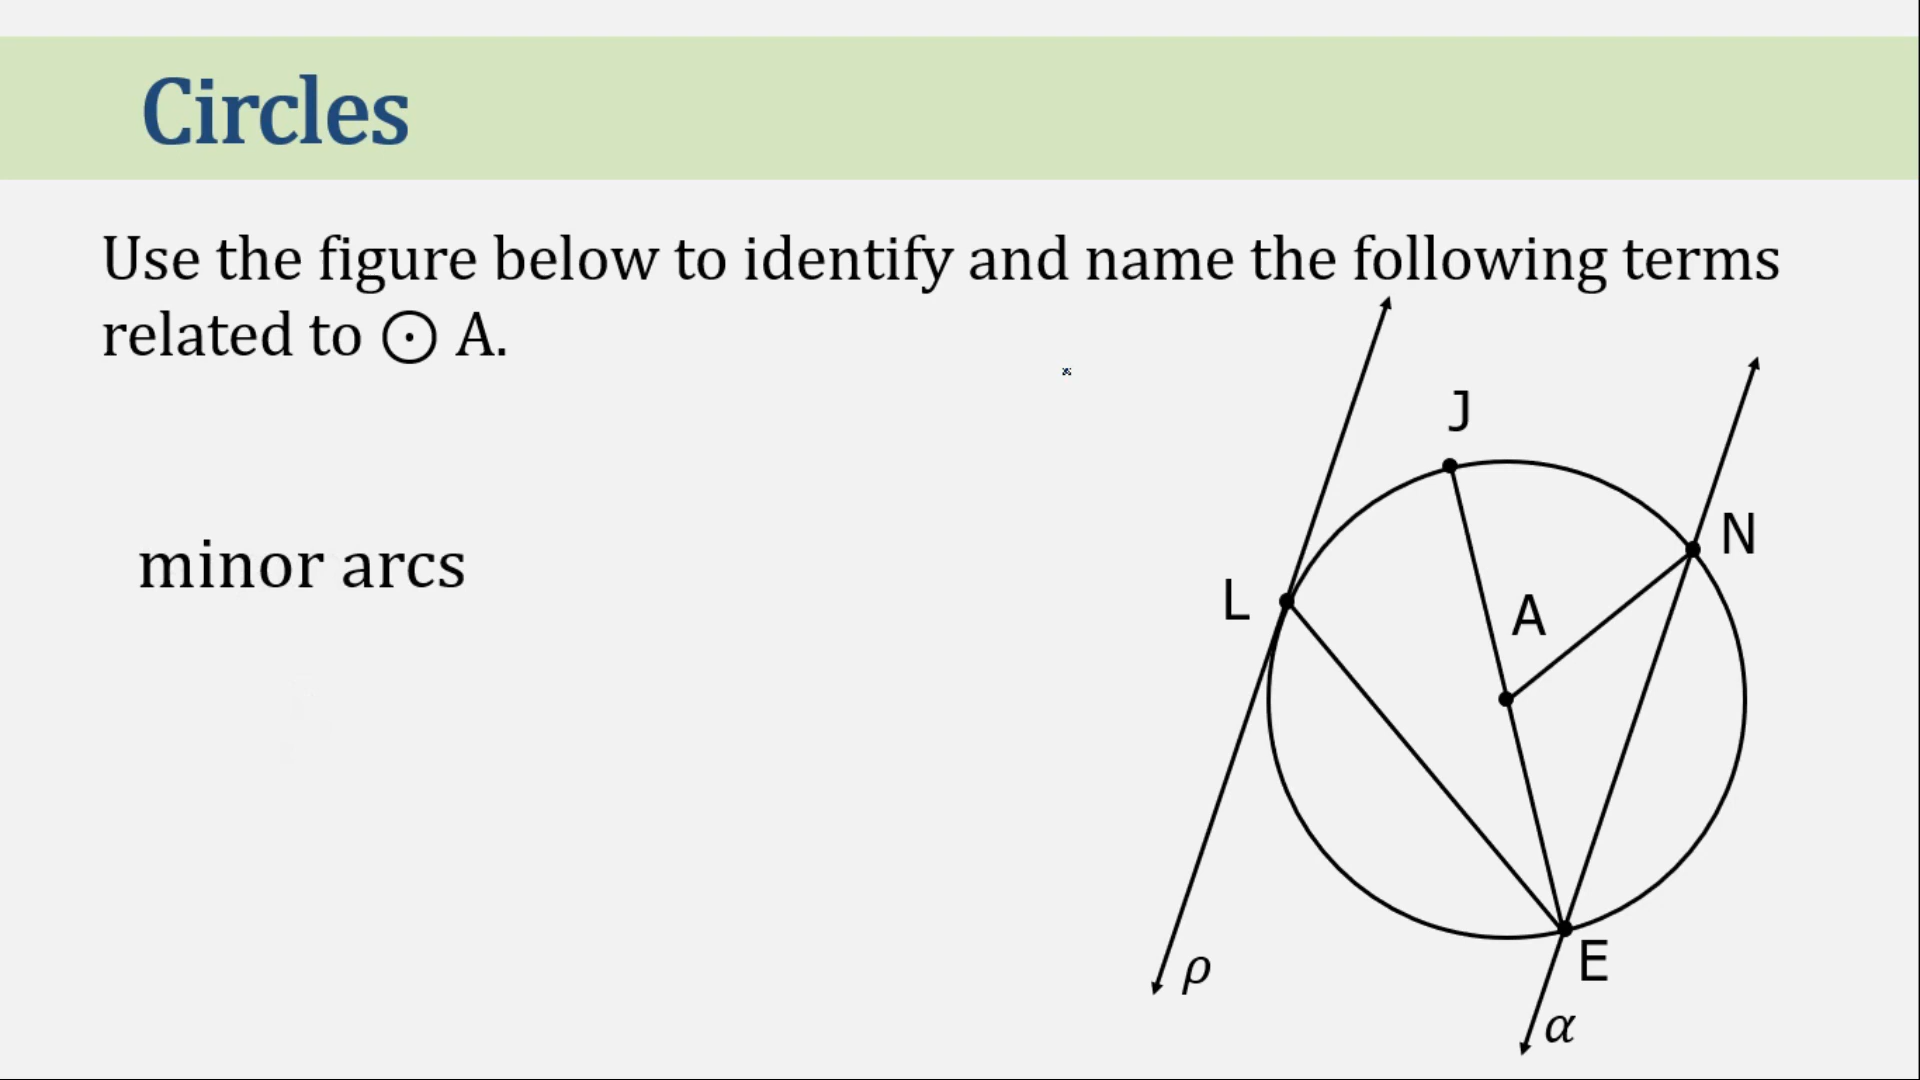 Circles
Use the figure below to identify and name the following terms
related to ⊙ A.
minor arcs
J
N
L
A
E
ρ
α